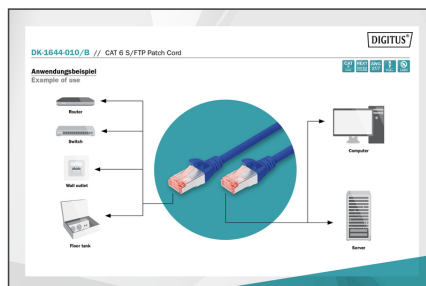 DIGITUS®
DK-1644-010/B // CAT 6 S/FTP Patch Cord
Anwendungsbeispiel
Example of use
Router
Switch
Wall outlet
Floor tank
Computer
Server